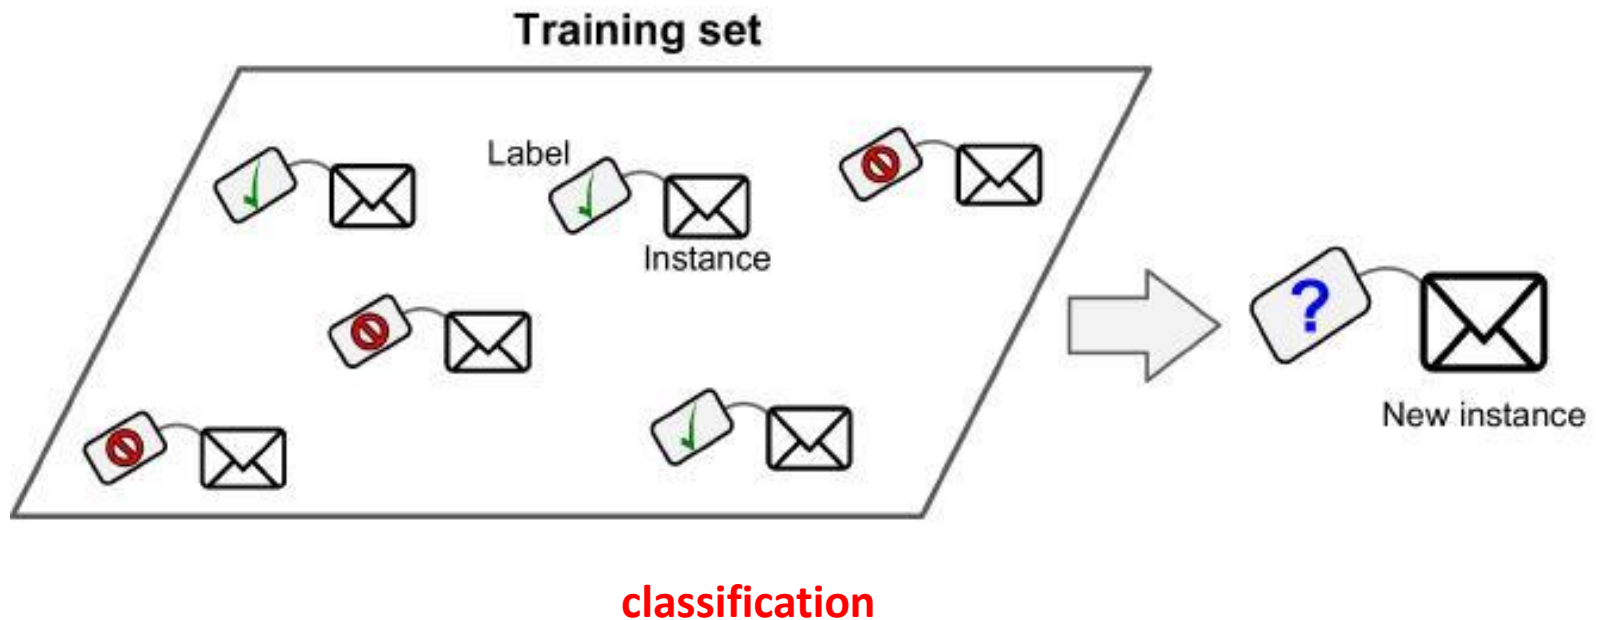 Training set
Label
Instance
?
New instance
classification